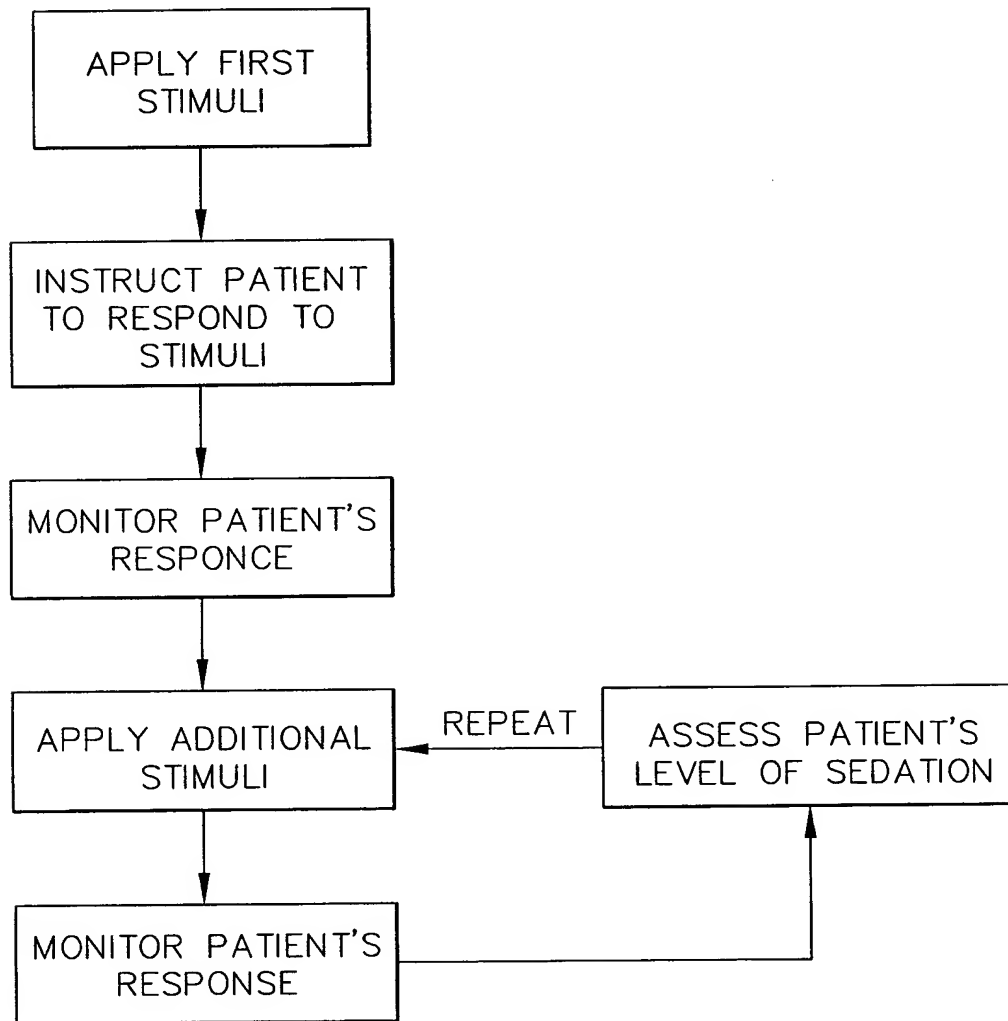 APPLY FIRST
STIMULI
INSTRUCT PATIENT
TO RESPOND TO
STIMULI
MONITOR PATIENT'S
RESPONCE
APPLY ADDITIONAL
STIMULI
REPEAT
ASSESS PATIENT'S
LEVEL OF SEDATION
MONITOR PATIENT'S
RESPONSE